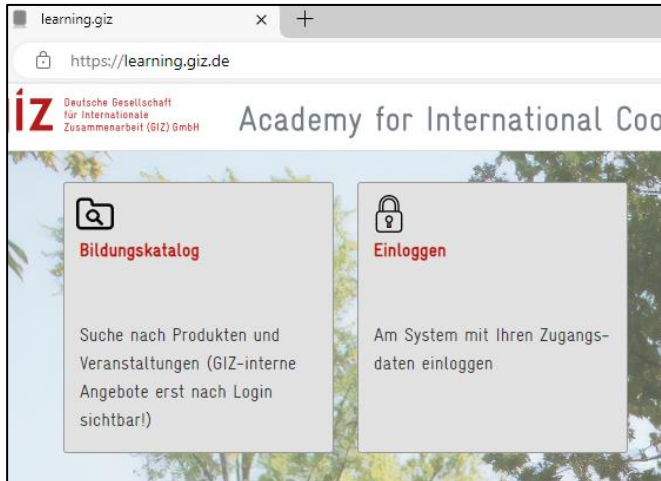 learning.giz
https://learning.giz.de
giz
Deutsche Gesellschaft
für Internationale
Zusammenarbeit (GIZ) GmbH
Academy for International Coo
Bildungskatalog
Suche nach Produkten und
Veranstaltungen (GIZ-interne
Angebote erst nach Login
sichtbar!)
Einloggen
Am System mit Ihren Zugangs-
daten einloggen